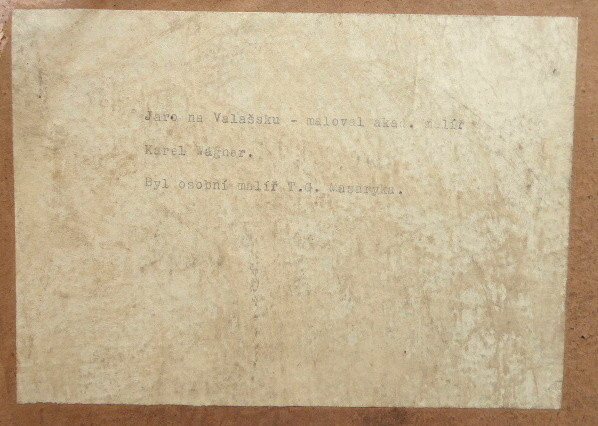 Jaro na Valašsku - maloval akad. malíř
Karel Wagner.
Byl osobní malíř T.G. Masaryka.